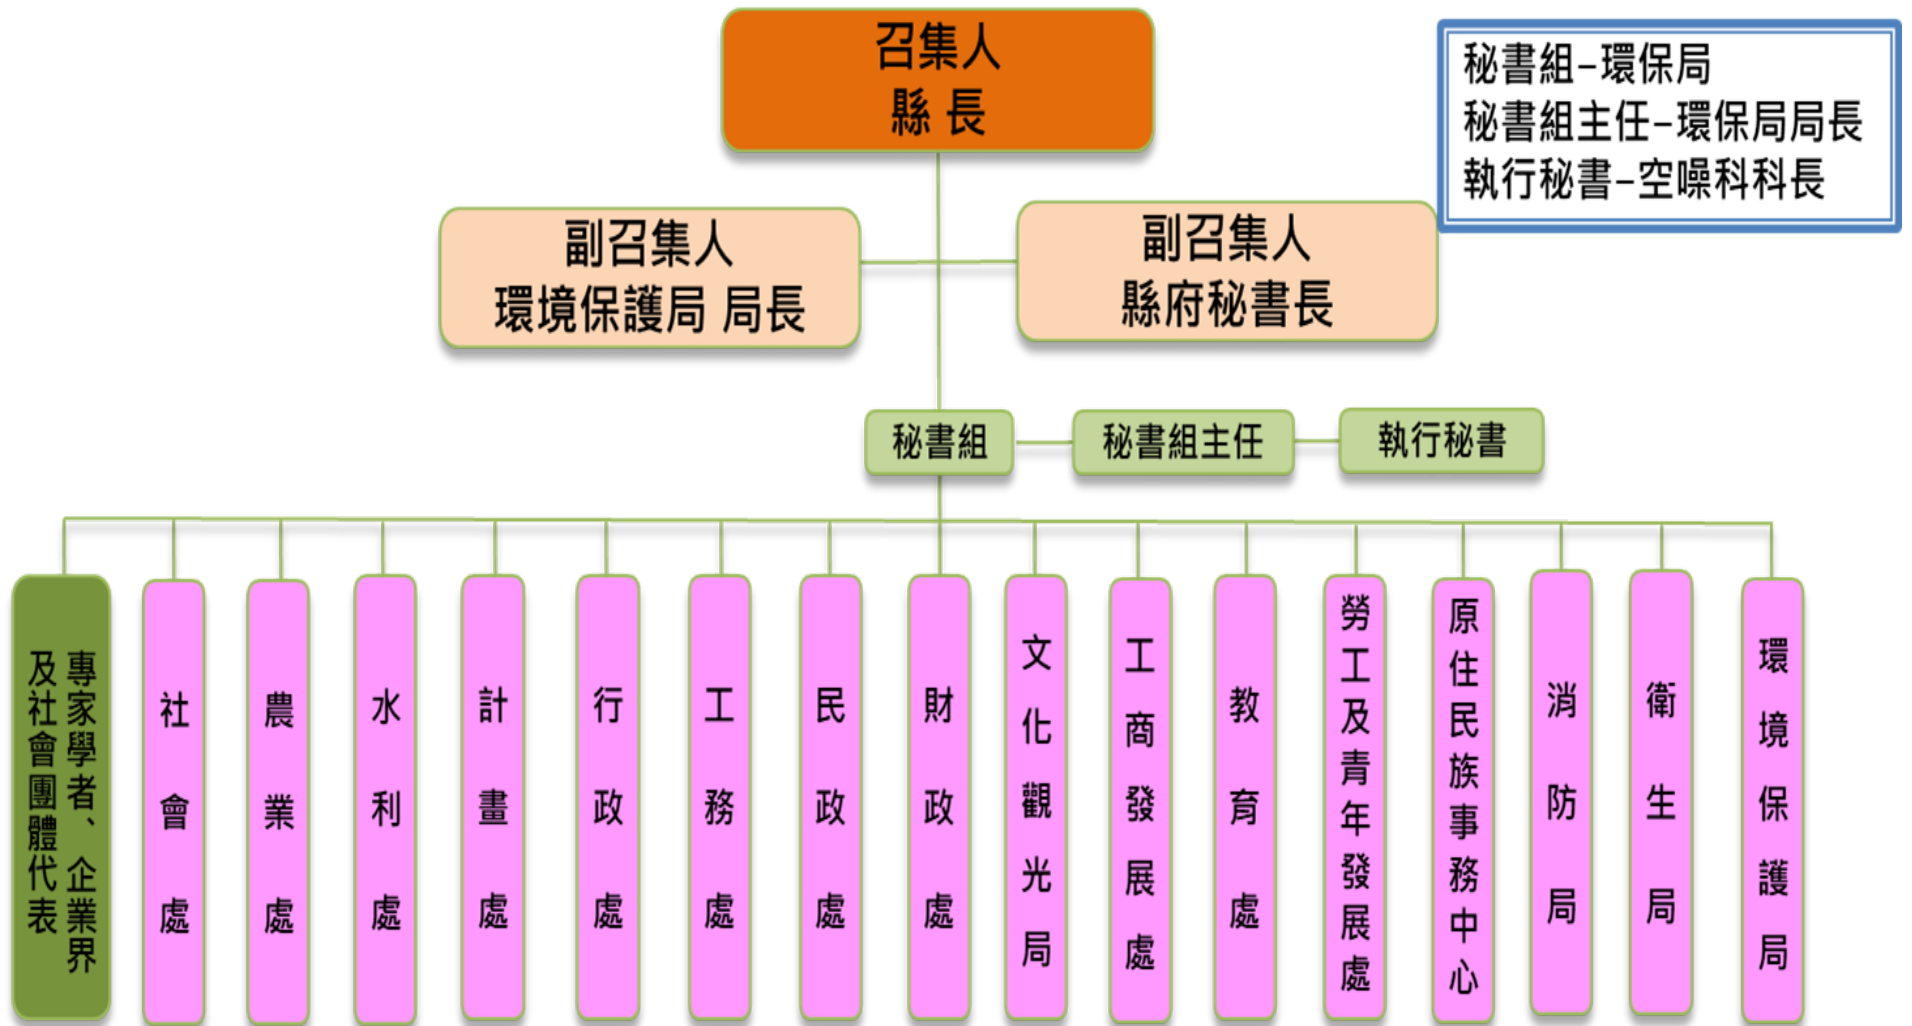 召集人
縣 長
秘書組–環保局
秘書組主任–環保局局長
執行秘書–空噪科科長
副召集人
環境保護局 局長
副召集人
縣府秘書長
秘書組
秘書組主任
執行秘書
專家學者、企業界
及社會團體代表
社會處
農業處
水利處
計畫處
行政處
工務處
民政處
財政處
文化觀光局
工商發展處
教育處
勞工及青年發展處
原住民族事務中心
消防局
衛生局
環境保護局